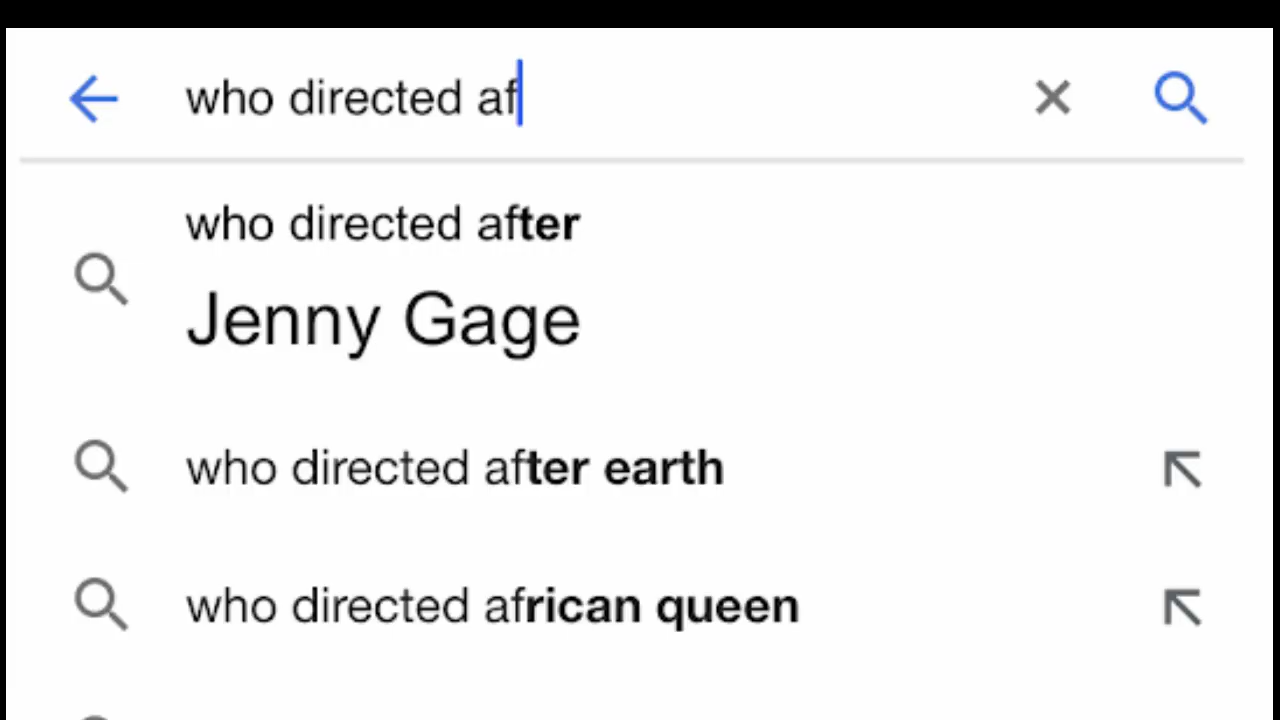 who directed af
who directed after
Jenny Gage
who directed after earth
who directed african queen